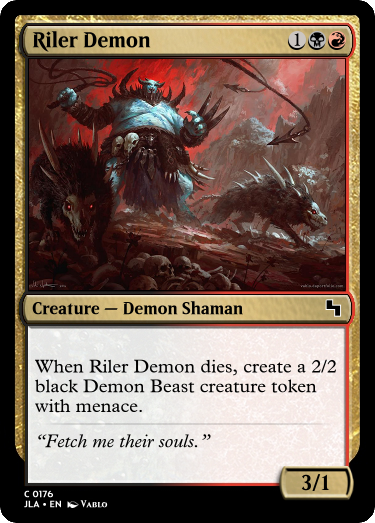 Riler Demon 1
Creature — Demon Shaman
When Riler Demon dies, create a 2/2
black Demon Beast creature token
with menace.
“Fetch me their souls.”
3/1
C 0176
JLA • EN Vablo